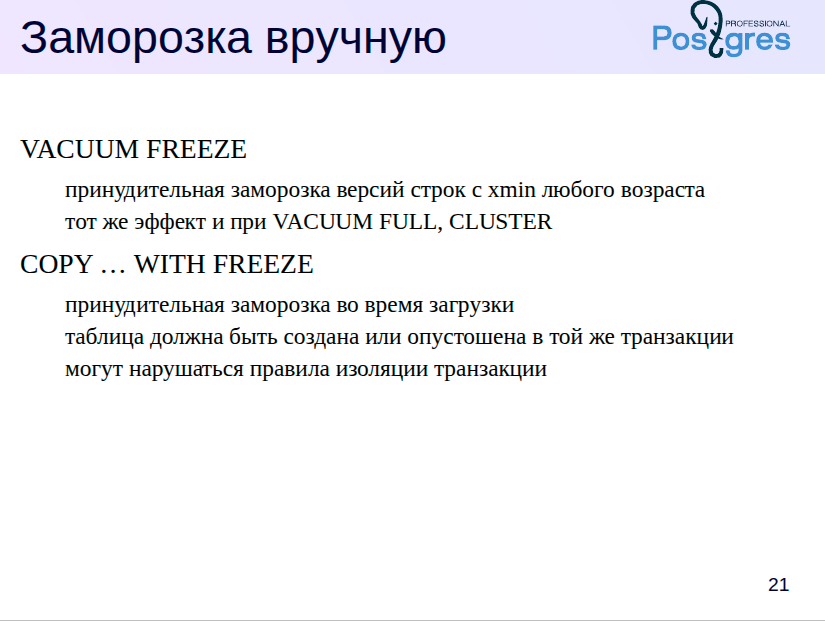 Заморозка вручную
PROFESSIONAL
Postgres
VACUUM FREEZE
принудительная заморозка версий строк с xmin любого возраста
тот же эффект и при VACUUM FULL, CLUSTER
COPY … WITH FREEZE
принудительная заморозка во время загрузки
таблица должна быть создана или опустошена в той же транзакции
могут нарушаться правила изоляции транзакции
21